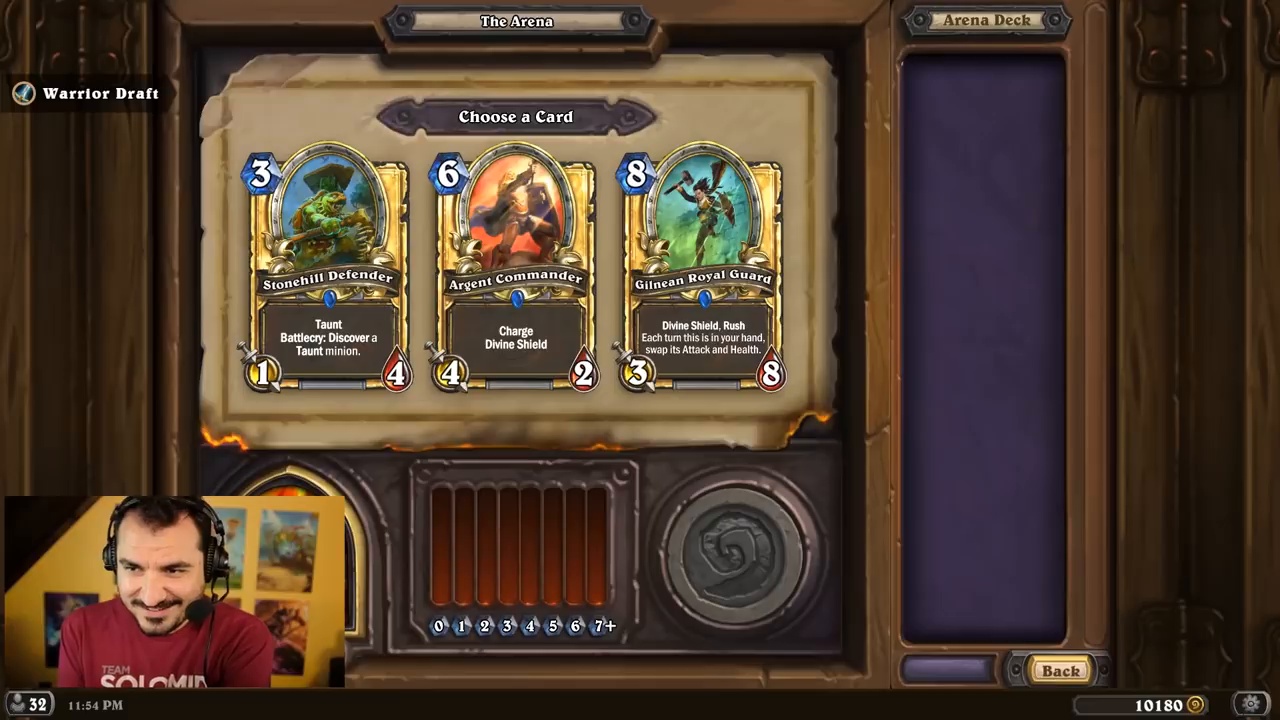 The Arena
Arena Deck
Warrior Draft
Choose a Card
3
6
8
Stonehill Defender
Argent Commander
Gilnean Royal Guard
Taunt
Battlecry: Discover a
Taunt minion.
Charge
Divine Shield
Divine Shield, Rush
Each turn this is in your hand,
swap its Attack and Health.
1
4
4
2
3
8
0 1 2 3 4 5 6 7+
TEAM
SOLOMID
Back
32
11:54 PM
10180